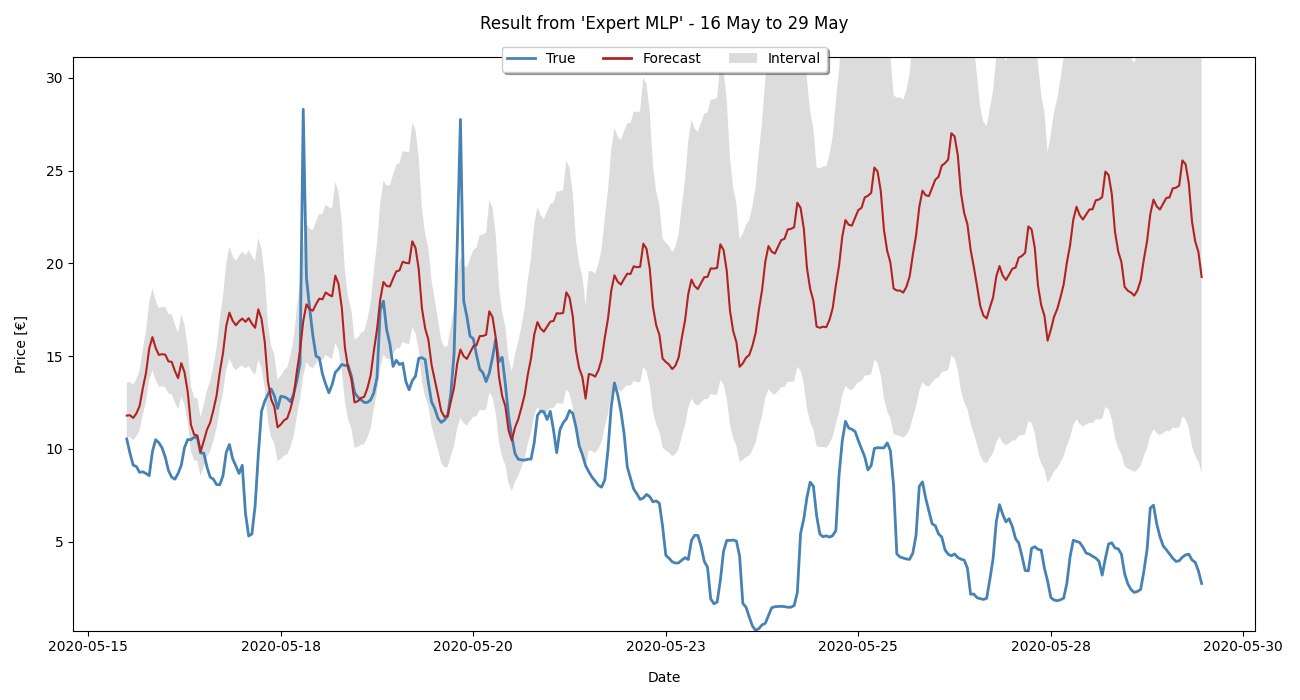 Result from 'Expert MLP' - 16 May to 29 May
True Forecast Interval
30
25
20
15
10
5
Price [€]
2020-05-15 2020-05-18 2020-05-20 2020-05-23 2020-05-25 2020-05-28 2020-05-30
Date